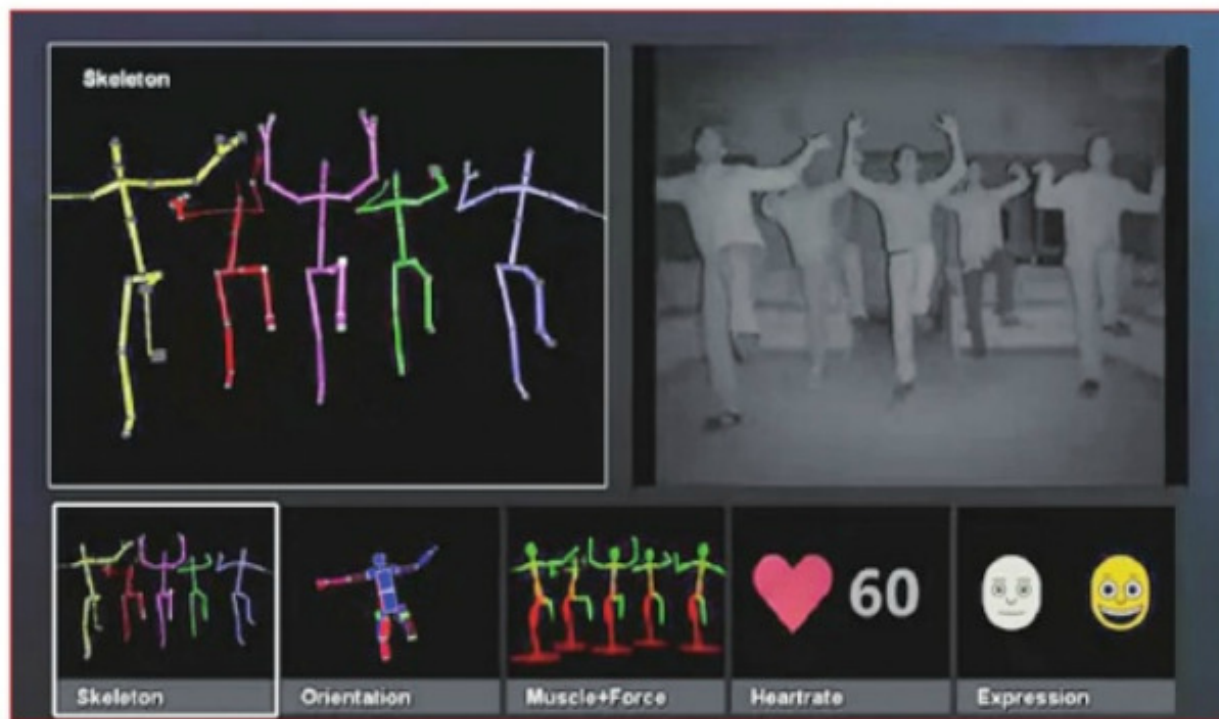 Skeleton
60
Skeleton
Orientation
Muscle+Force
Heartrate
Expression